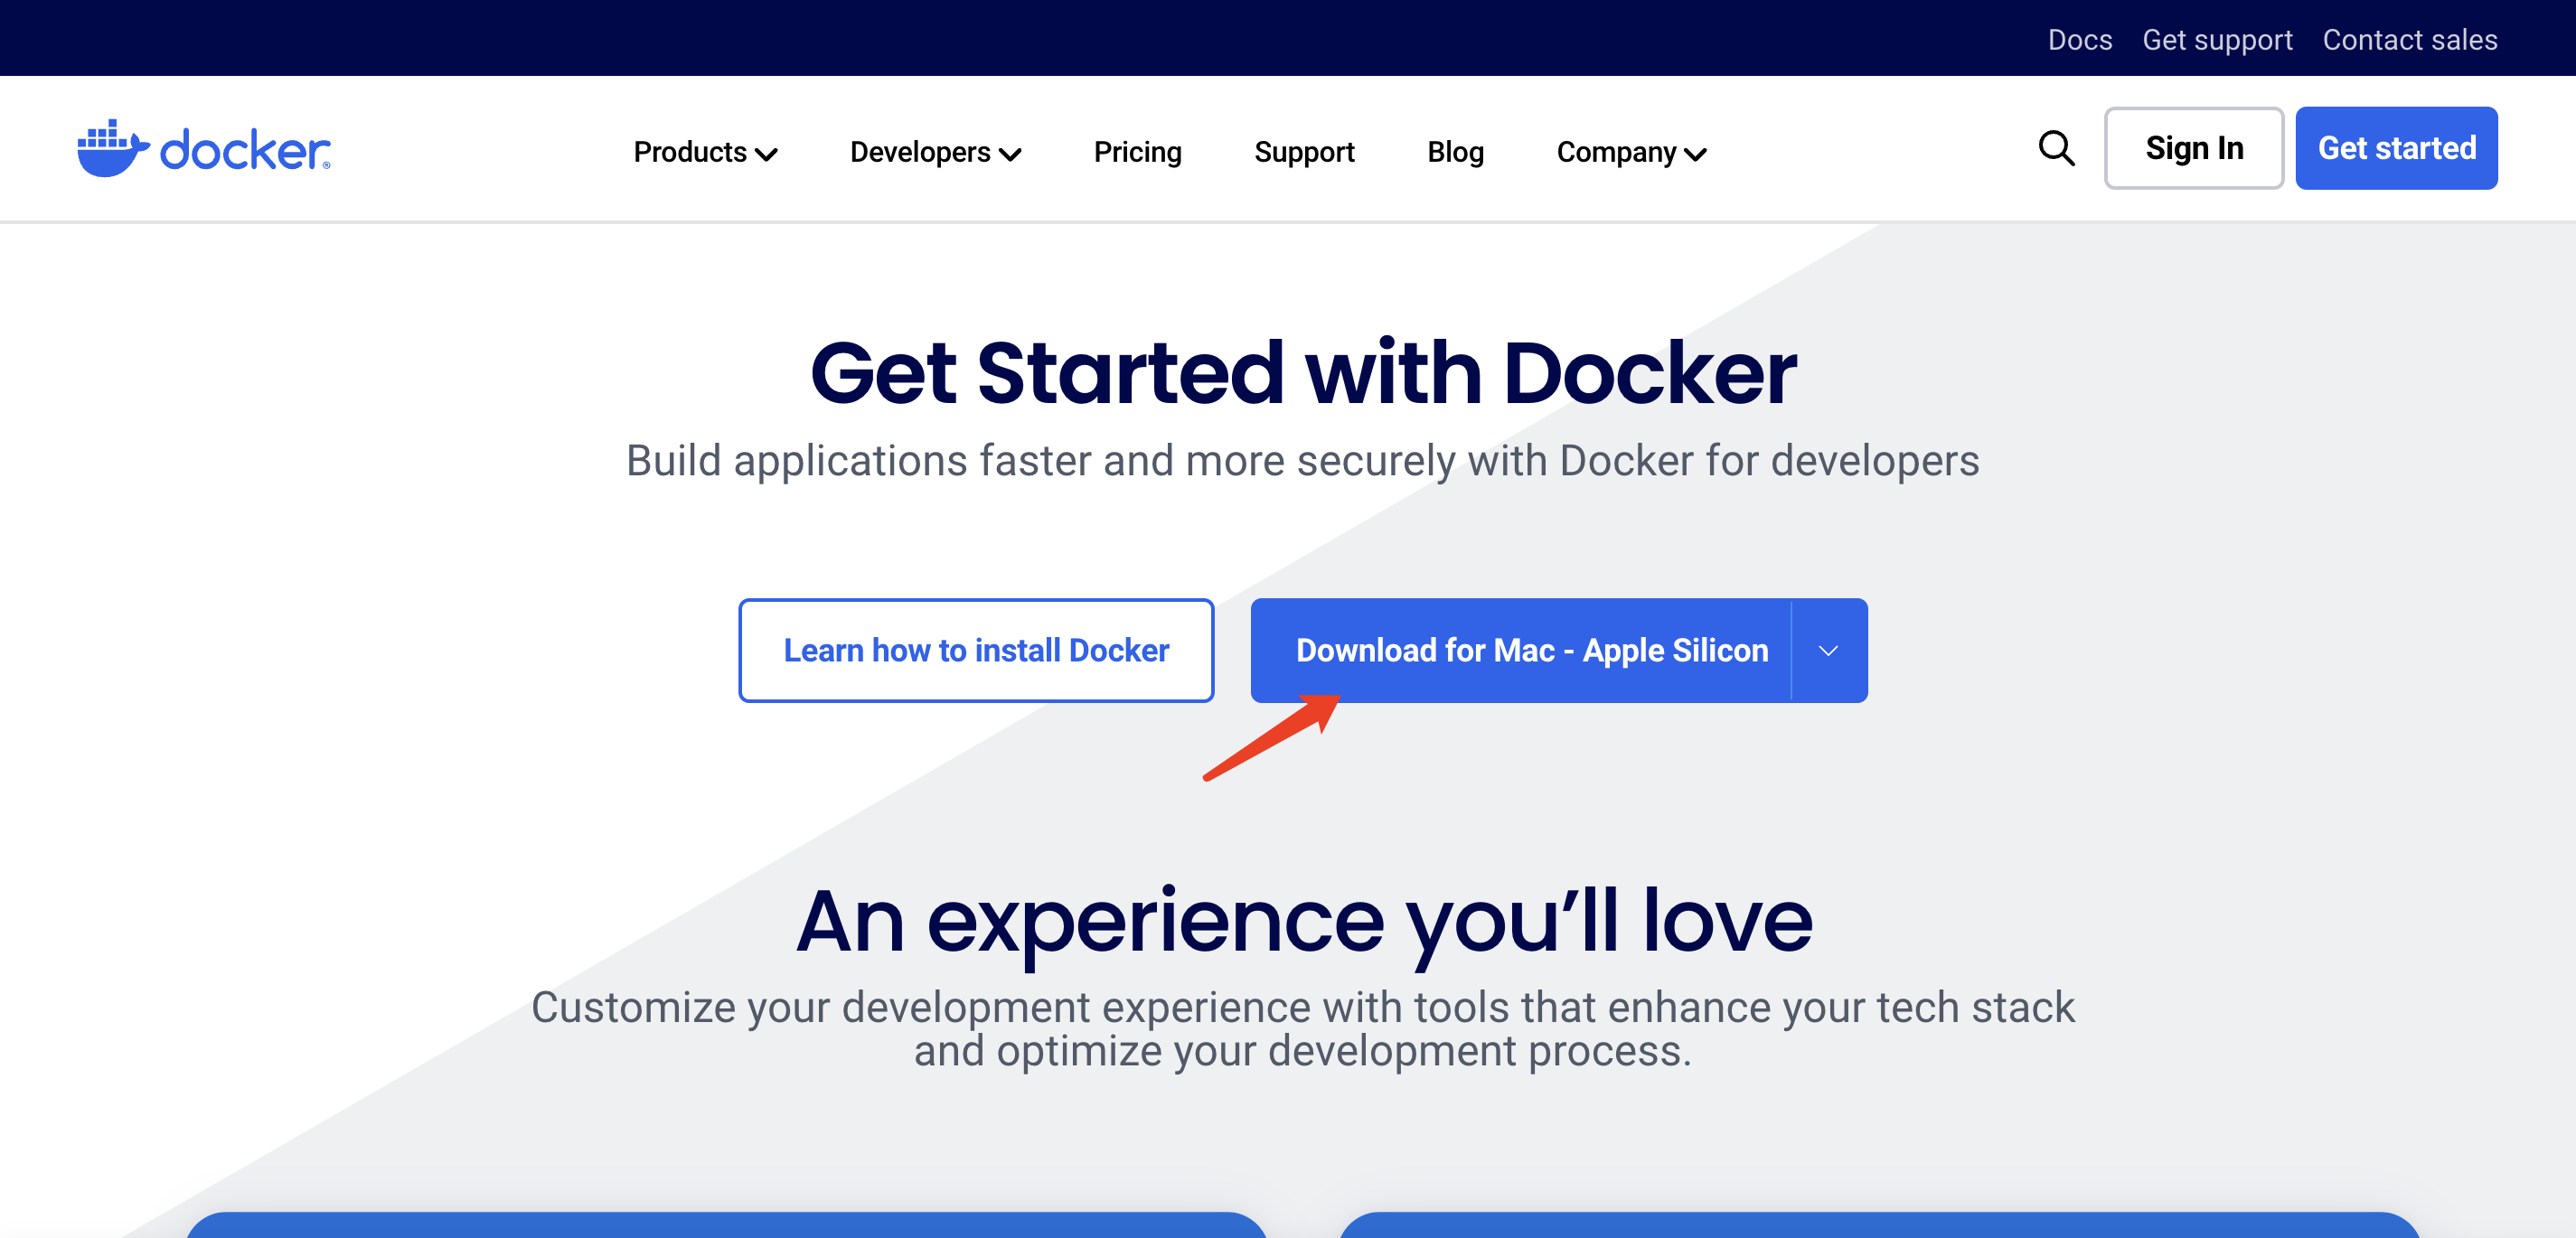 Docs Get support Contact sales
docker®
Products Developers Pricing Support Blog Company Sign In Get started
Get Started with Docker
Build applications faster and more securely with Docker for developers
Learn how to install Docker Download for Mac - Apple Silicon
An experience you’ll love
Customize your development experience with tools that enhance your tech stack
and optimize your development process.